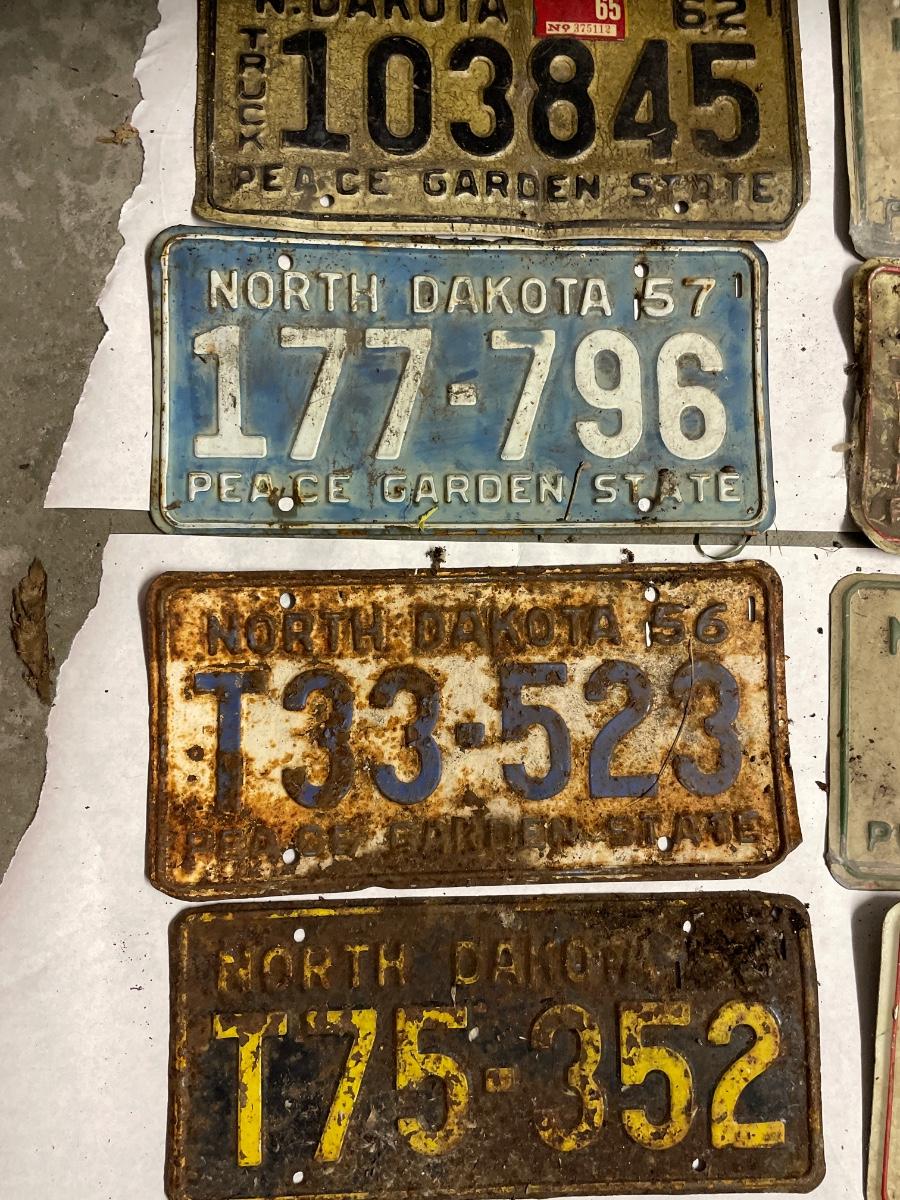 N. DAKOTA 65 62
No 375112
TRUCK
103845
PEACE GARDEN STATE
NORTH DAKOTA 57
177-796
PEACE GARDEN STATE
NORTH DAKOTA 56
T33-523
PEACE GARDEN STATE
NORTH DAKOTA
T75-352